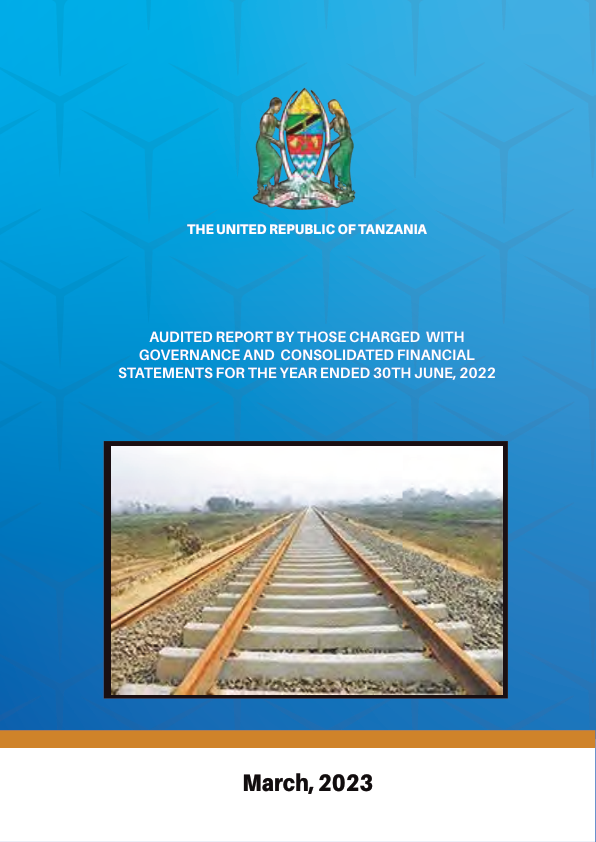 THE UNITED REPUBLIC OF TANZANIA
AUDITED REPORT BY THOSE CHARGED WITH
GOVERNANCE AND CONSOLIDATED FINANCIAL
STATEMENTS FOR THE YEAR ENDED 30TH JUNE, 2022
March, 2023